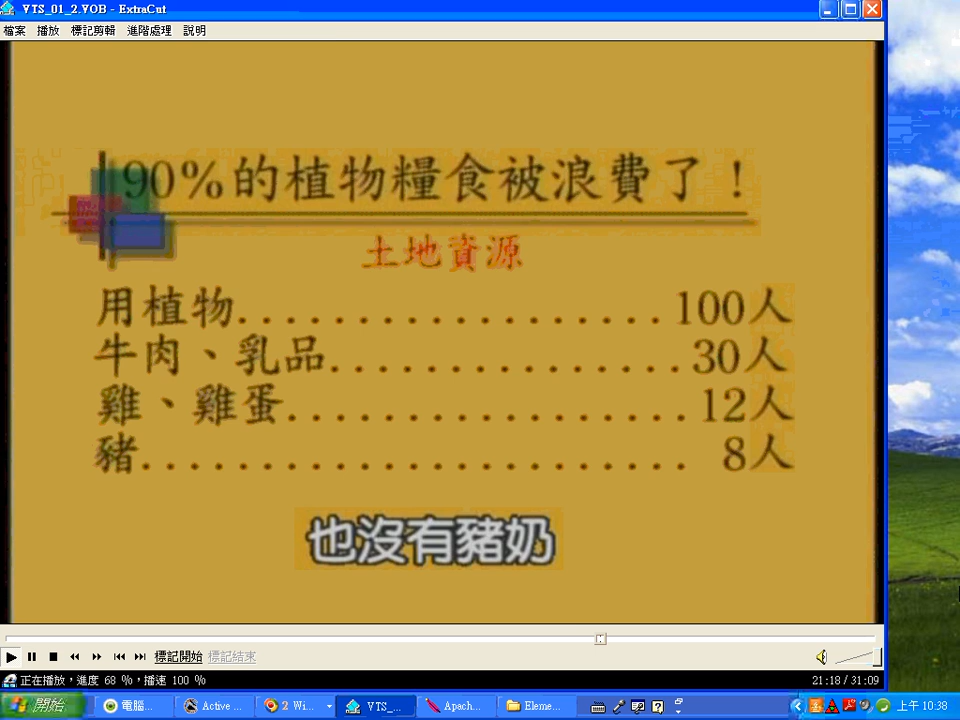 VTS_01_2.VOB - ExtraCut
檔案 播放 標記剪輯 進階處理 說明
90%的植物糧食被浪費了！
土地資源
用植物..................100人
牛肉、乳品...............30人
雞、雞蛋.................12人
豬....................... 8人
也沒有豬奶
標記開始 標記結束
正在播放，進度 68 %，播速 100 %
21:18 / 31:09
開始 電腦... Active ... 2 Wi... VTS_... Apach... Eleme... 上午 10:38